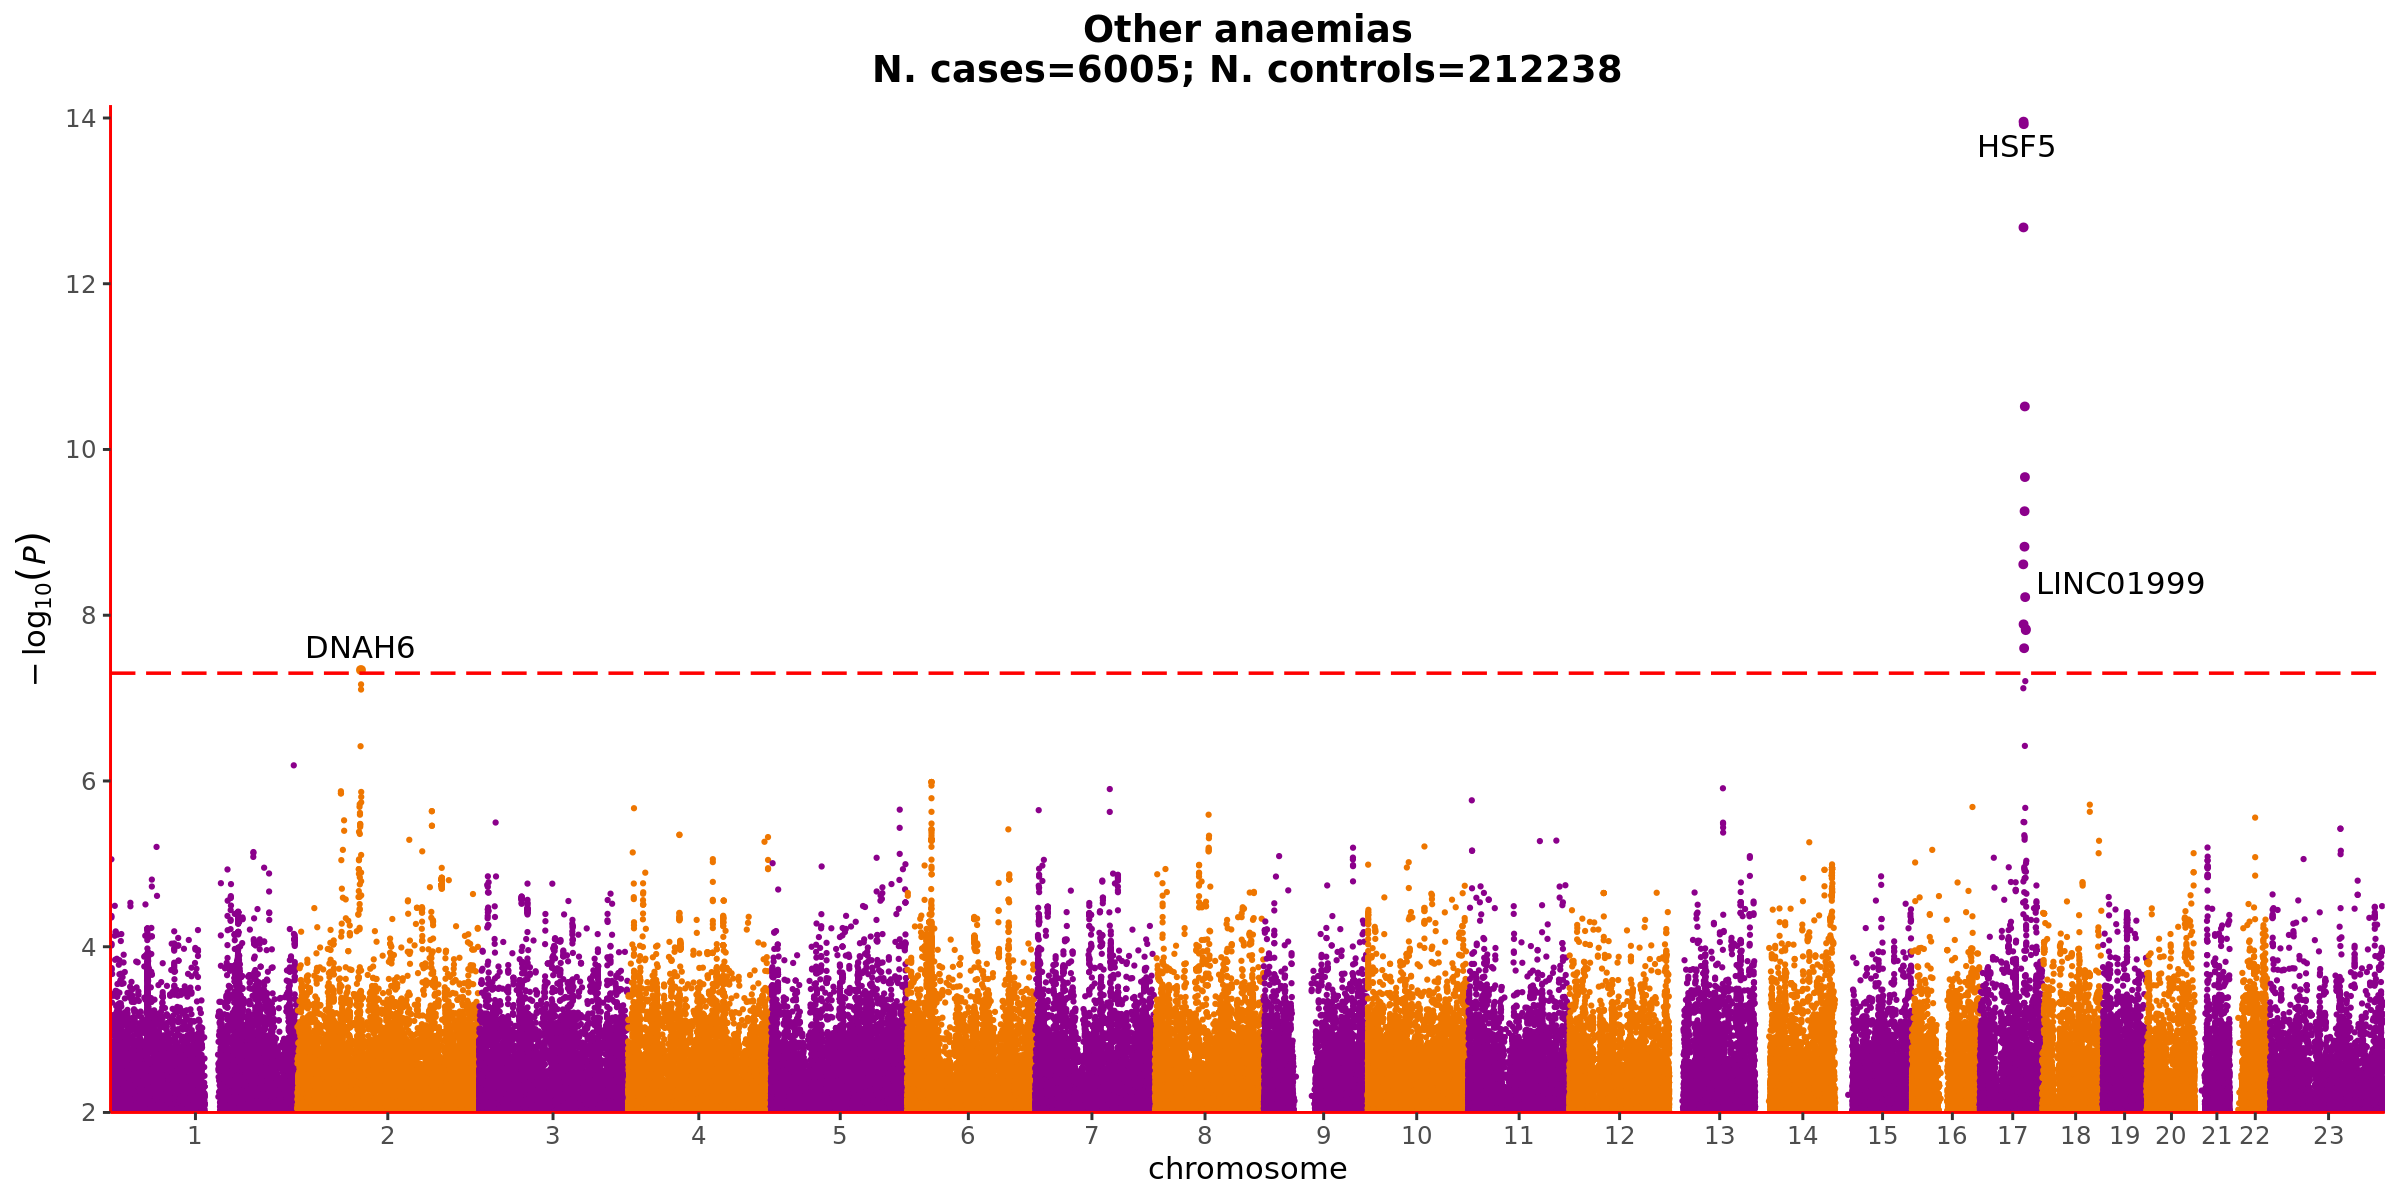 Other anaemias
N. cases=6005; N. controls=212238
14
HSF5
12
10
− log₁₀(P)
8
LINC01999
DNAH6
6
4
2
1 2 3 4 5 6 7 8 9 10 11 12 13 14 15 16 17 18 19 20 21 22 23
chromosome